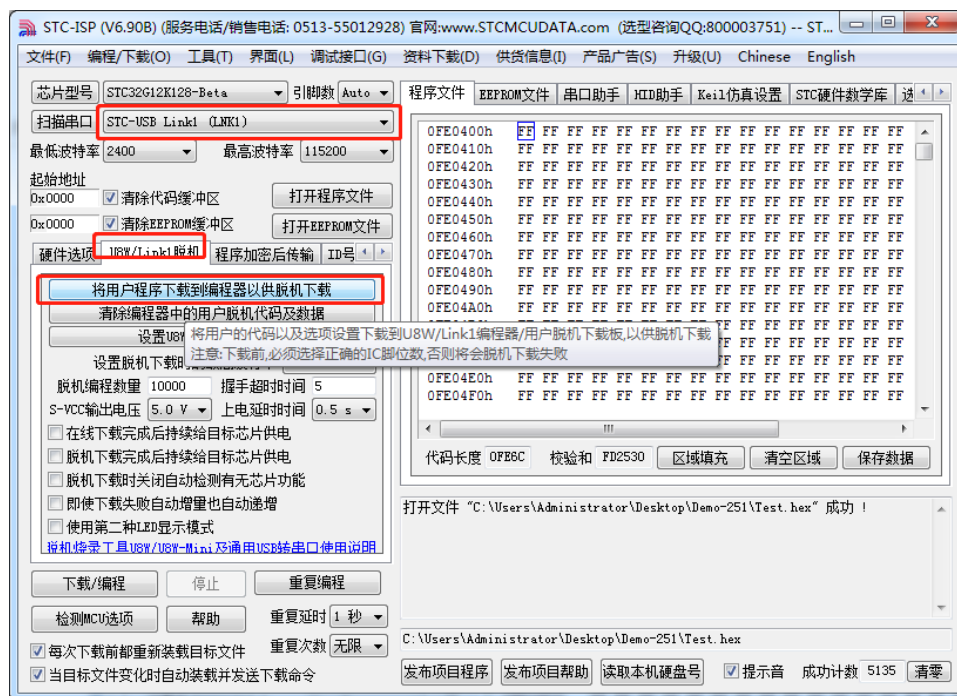 STC-ISP (V6.90B) (服务电话/销售电话: 0513-55012928) 官网:www.STCMCUDATA.com (选型咨询QQ:800003751) -- ST...
文件(F) 编程/下载(O) 工具(T) 界面(L) 调试接口(G) 资料下载(D) 供货信息(I) 产品广告(S) 升级(U) Chinese English
芯片型号 STC32G12K128-Beta 引脚数 Auto
扫描串口 STC-USB Link1 (LNK1)
最低波特率 2400 最高波特率 115200
起始地址
0x0000 清除代码缓冲区 打开程序文件
0x0000 清除EEPROM缓冲区 打开EEPROM文件
硬件选项 U8W/Link1脱机 程序加密后传输 ID号
将用户程序下载到编程器以供脱机下载
清除编程器中的用户脱机代码及数据
设置U8W
设置脱机下载时
脱机编程数量 10000 握手超时时间 5
S-VCC输出电压 5.0 V 上电延时时间 0.5 s
在线下载完成后持续给目标芯片供电
脱机下载完成后持续给目标芯片供电
脱机下载时关闭自动检测有无芯片功能
即使下载失败自动增量也自动递增
使用第二种LED显示模式
脱机烧录工具U8W/U8W-Mini及通用USB转串口使用说明
将用户的代码以及选项设置下载到U8W/Link1编程器/用户脱机下载板,以供脱机下载
注意:下载前,必须选择正确的IC脚位数,否则将会脱机下载失败
下载/编程 停止 重复编程
检测MCU选项 帮助 重复延时 1 秒
重复次数 无限
每次下载前都重新装载目标文件
当目标文件变化时自动装载并发送下载命令
程序文件 EEPROM文件 串口助手 HID助手 Keil仿真设置 STC硬件数学库
0FE0400h FF FF FF FF FF FF FF FF FF FF FF FF FF FF FF FF
0FE0410h FF FF FF FF FF FF FF FF FF FF FF FF FF FF FF FF
0FE0420h FF FF FF FF FF FF FF FF FF FF FF FF FF FF FF FF
0FE0430h FF FF FF FF FF FF FF FF FF FF FF FF FF FF FF FF
0FE0440h FF FF FF FF FF FF FF FF FF FF FF FF FF FF FF FF
0FE0450h FF FF FF FF FF FF FF FF FF FF FF FF FF FF FF FF
0FE0460h FF FF FF FF FF FF FF FF FF FF FF FF FF FF FF FF
0FE0470h FF FF FF FF FF FF FF FF FF FF FF FF FF FF FF FF
0FE0480h FF FF FF FF FF FF FF FF FF FF FF FF FF FF FF FF
0FE0490h FF FF FF FF FF FF FF FF FF FF FF FF FF FF FF FF
0FE04A0h FF FF FF FF FF FF FF FF FF FF FF FF FF FF FF FF
FF FF FF FF FF FF FF FF FF FF
FF FF FF FF FF FF FF FF FF FF
0FE04E0h FF FF FF FF FF FF FF FF FF FF FF FF FF FF FF FF
0FE04F0h FF FF FF FF FF FF FF FF FF FF FF FF FF FF FF FF
代码长度 0FE6C 校验和 FD2530 区域填充 清空区域 保存数据
打开文件 "C:\Users\Administrator\Desktop\Demo-251\Test.hex" 成功 !
C:\Users\Administrator\Desktop\Demo-251\Test.hex
发布项目程序 发布项目帮助 读取本机硬盘号 提示音 成功计数 5135 清零